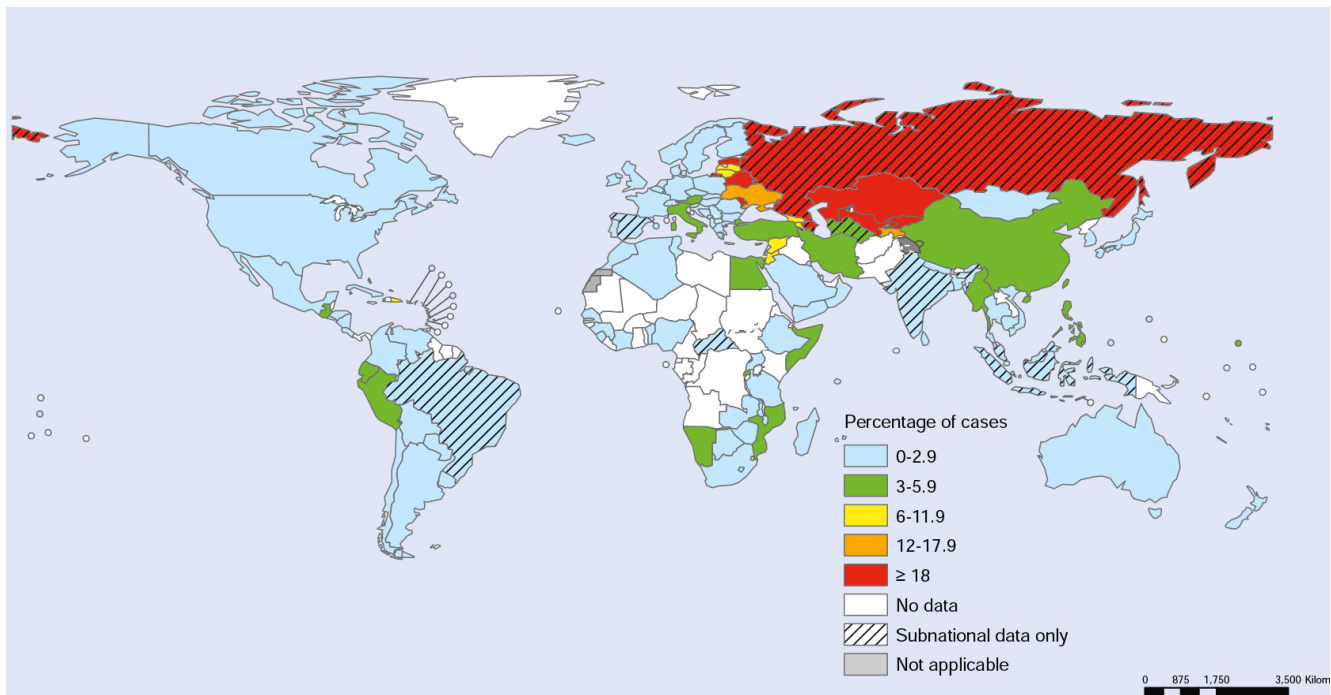 Percentage of cases
0-2.9
3-5.9
6-11.9
12-17.9
≥ 18
No data
Subnational data only
Not applicable
0 875 1,750 3,500 Kilom